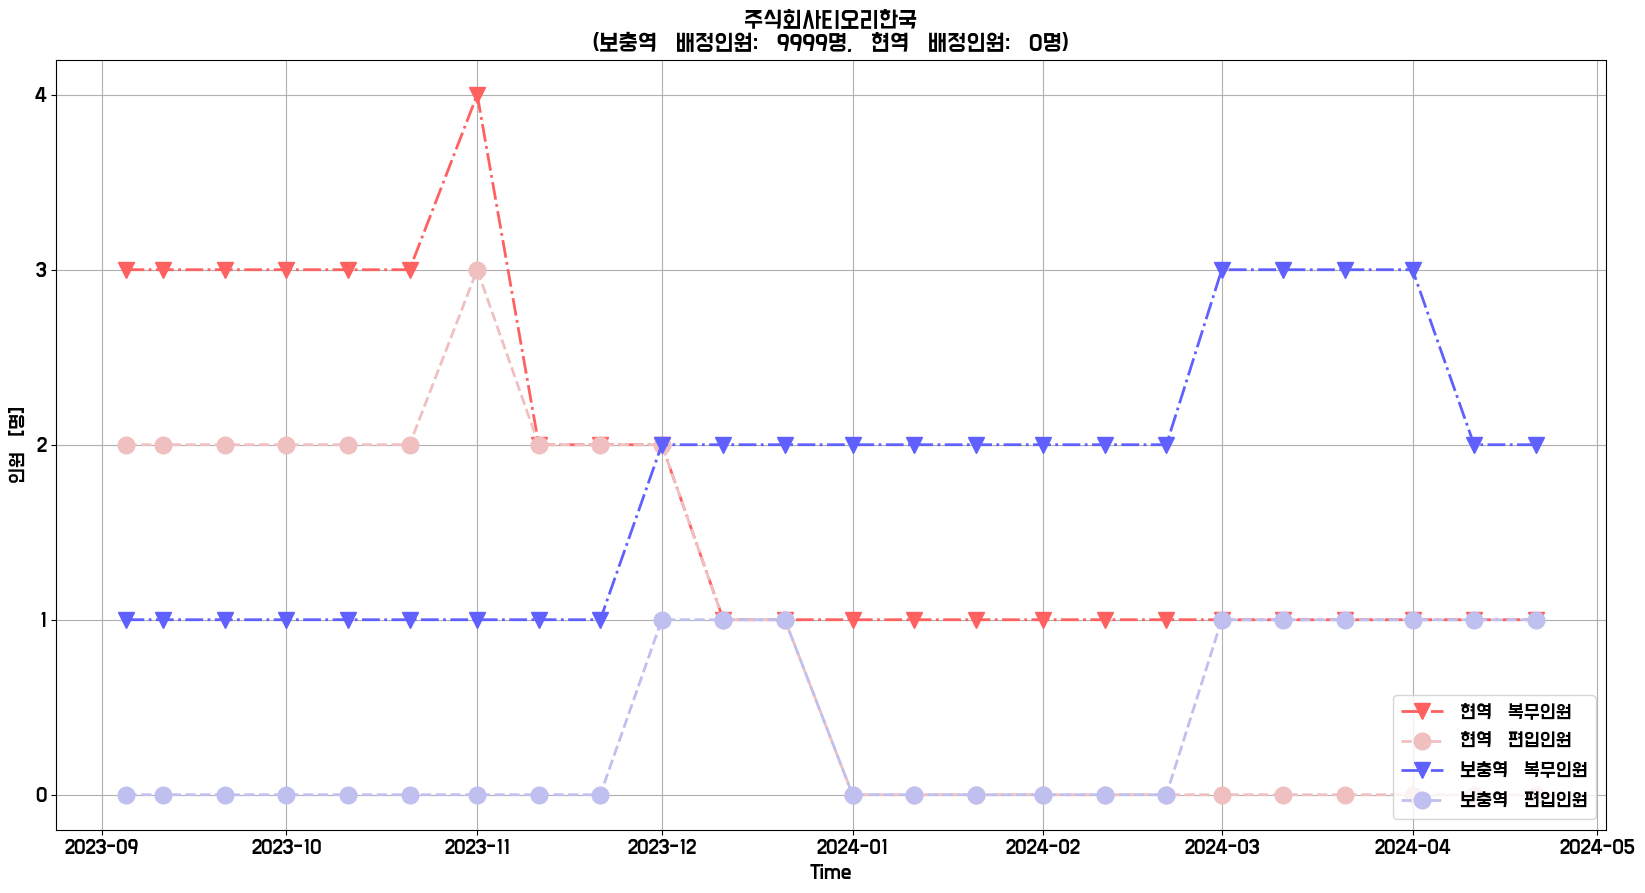 주식회사티오리한국
(보충역 배정인원: 9999명, 현역 배정인원: 0명)
인원 [명]
4
3
2
1
0
현역 복무인원
현역 편입인원
보충역 복무인원
보충역 편입인원
2023-09 2023-10 2023-11 2023-12 2024-01 2024-02 2024-03 2024-04 2024-05
Time